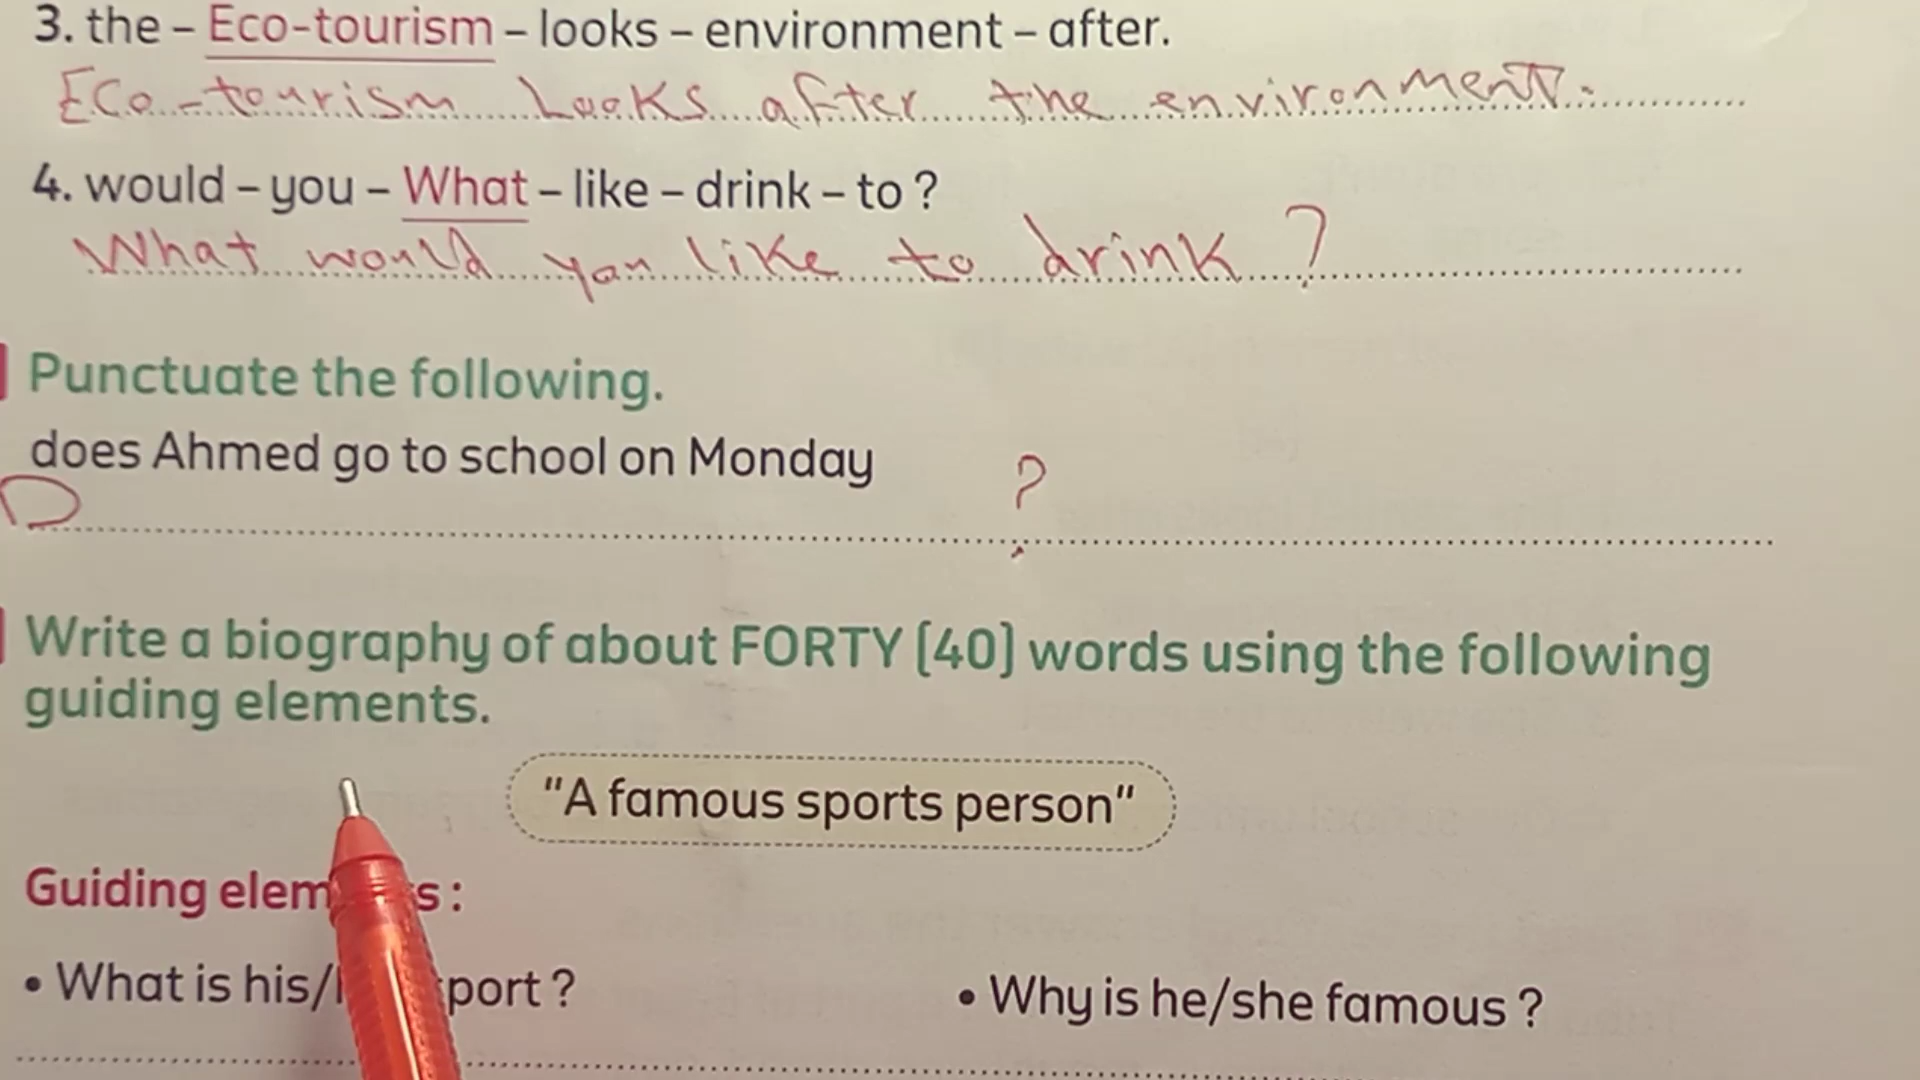 3. the – Eco-tourism – looks – environment – after.
Eco-tourism Looks after the environment.
4. would – you – What – like – drink – to ?
What would you like to drink ?
Punctuate the following.
does Ahmed go to school on Monday
D ?
Write a biography of about FORTY (40) words using the following
guiding elements.
"A famous sports person"
Guiding elem s :
• What is his/ port ? • Why is he/she famous ?